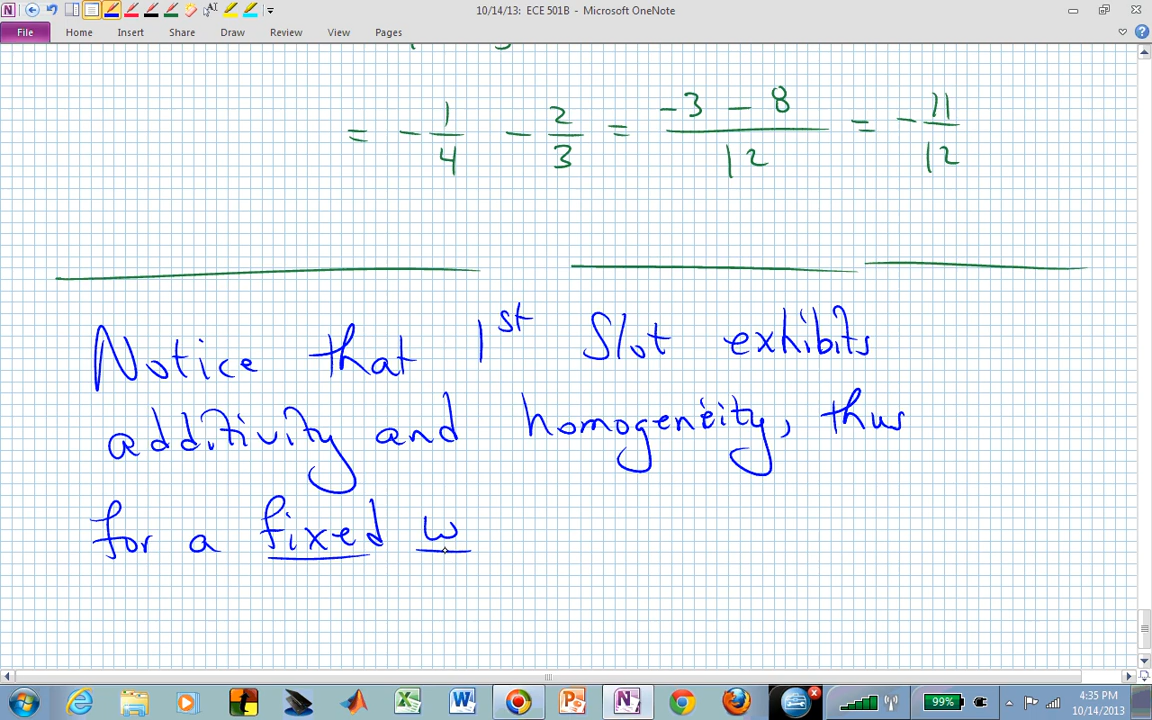 10/14/13: ECE 501B - Microsoft OneNote
File Home Insert Share Draw Review View Pages
= - 1/4 - 2/3 = (-3 - 8)/12 = - 11/12
Notice that 1st Slot exhibits
additivity and homogeneity, thus
for a fixed w
99%
4:35 PM
10/14/2013